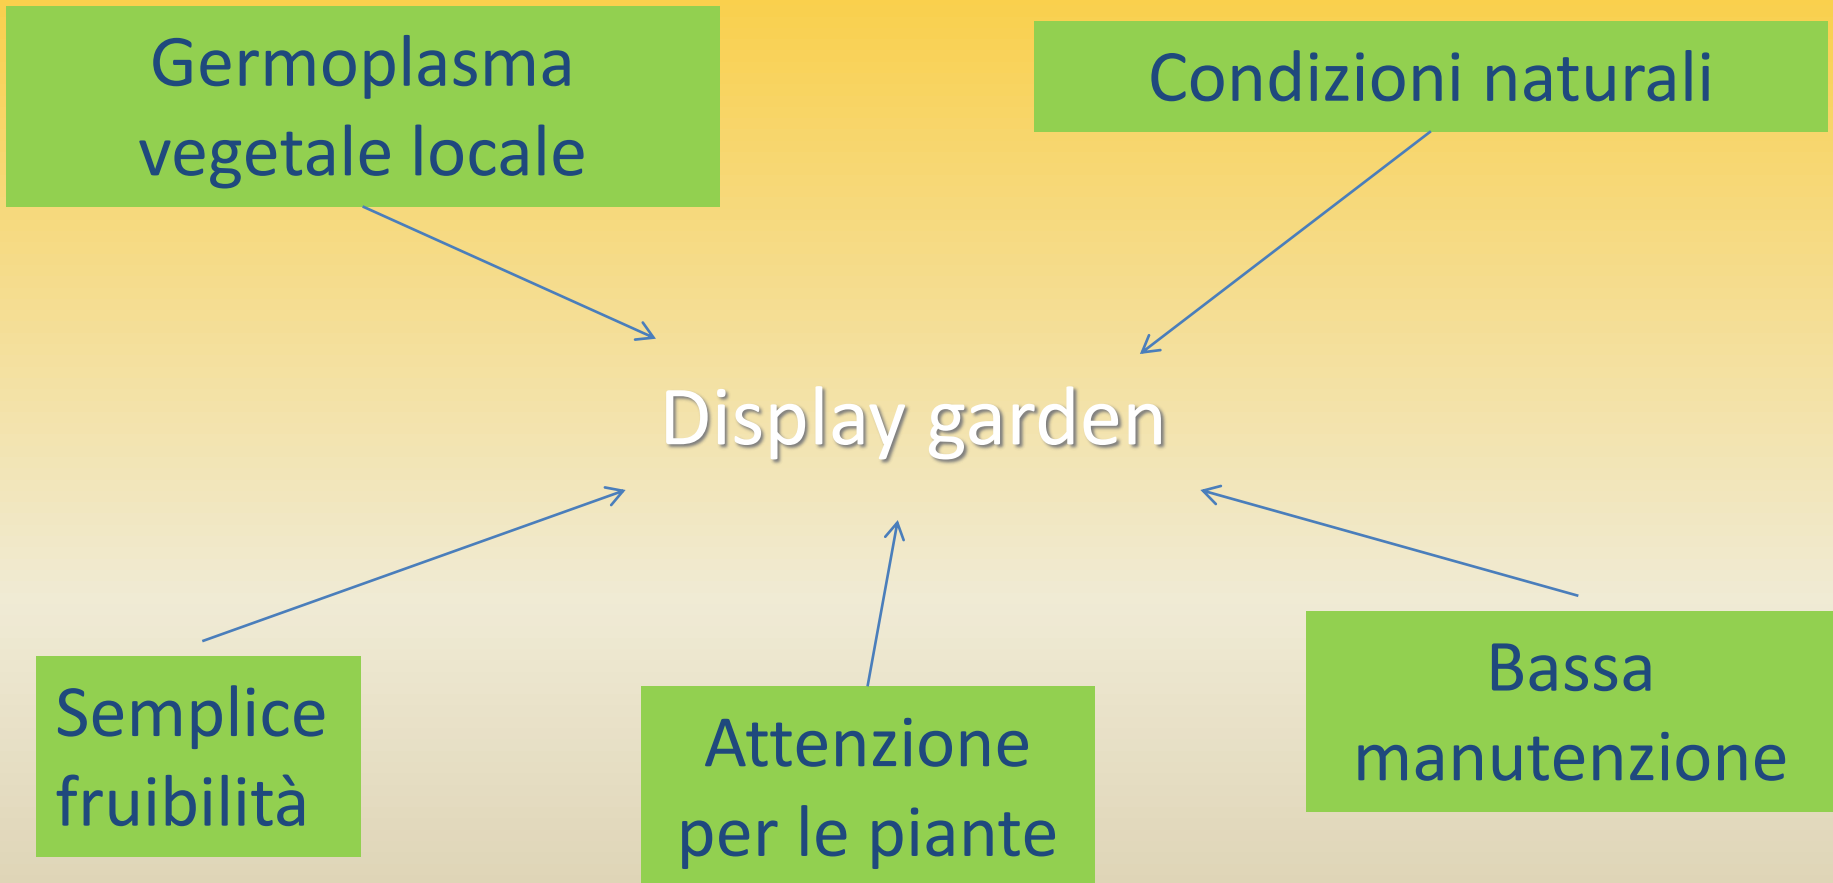 Germoplasma
vegetale locale
Condizioni naturali
Display garden
Semplice
fruibilità
Attenzione
per le piante
Bassa
manutenzione